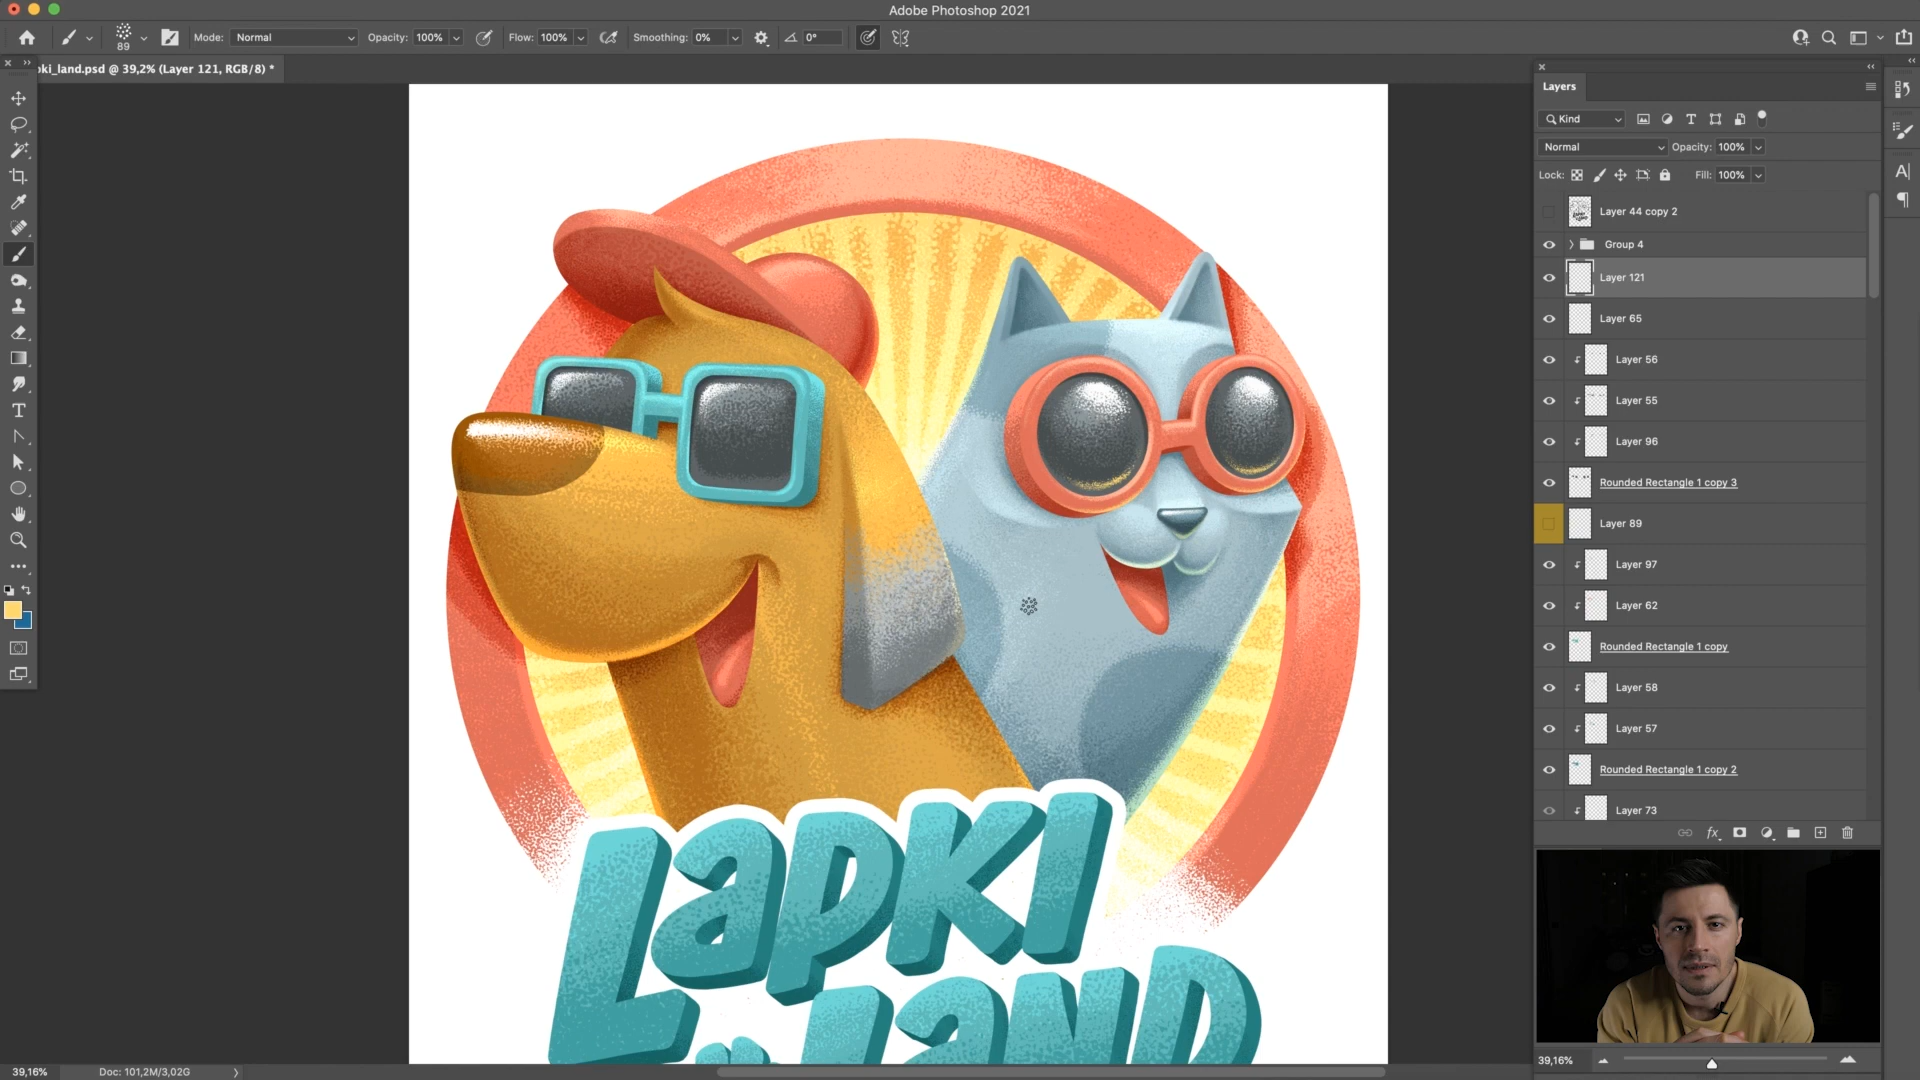 Adobe Photoshop 2021
89
Mode: Normal
Opacity: 100%
Flow: 100%
Smoothing: 0%
0°
ki_land.psd @ 39,2% (Layer 121, RGB/8) *
Layers
Kind
Normal
Opacity: 100%
Lock:
Fill: 100%
Layer 44 copy 2
Group 4
Layer 121
Layer 65
Layer 56
Layer 55
Layer 96
Rounded Rectangle 1 copy 3
Layer 89
Layer 97
Layer 62
Rounded Rectangle 1 copy
Layer 58
Layer 57
Rounded Rectangle 1 copy 2
Layer 73
fx
LapKI
Land
39,16%
39,16%
Doc: 101,2M/3,02G